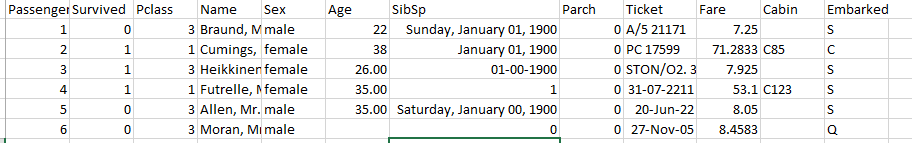 Passenger Survived Pclass Name Sex Age SibSp Parch Ticket Fare Cabin Embarked
1 0 3 Braund, M male 22 Sunday, January 01, 1900 0 A/5 21171 7.25 S
2 1 1 Cumings, female 38 January 01, 1900 0 PC 17599 71.2833 C85 C
3 1 3 Heikkinen female 26.00 01-00-1900 0 STON/O2. 3 7.925 S
4 1 1 Futrelle, M female 35.00 1 0 31-07-2211 53.1 C123 S
5 0 3 Allen, Mr. male 35.00 Saturday, January 00, 1900 0 20-Jun-22 8.05 S
6 0 3 Moran, Mr male 0 0 27-Nov-05 8.4583 Q